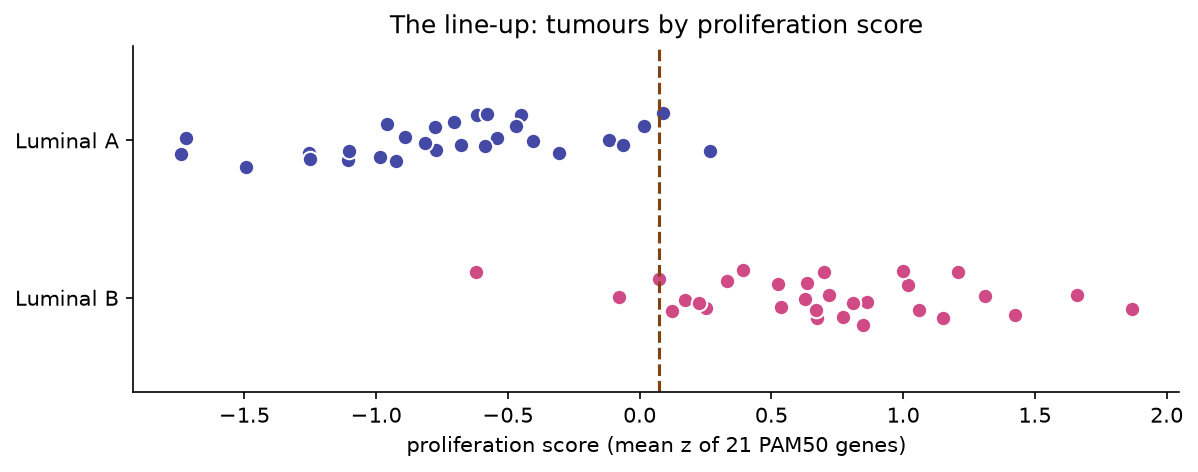 The line-up: tumours by proliferation score
Luminal A
Luminal B
−1.5 −1.0 −0.5 0.0 0.5 1.0 1.5 2.0
proliferation score (mean z of 21 PAM50 genes)